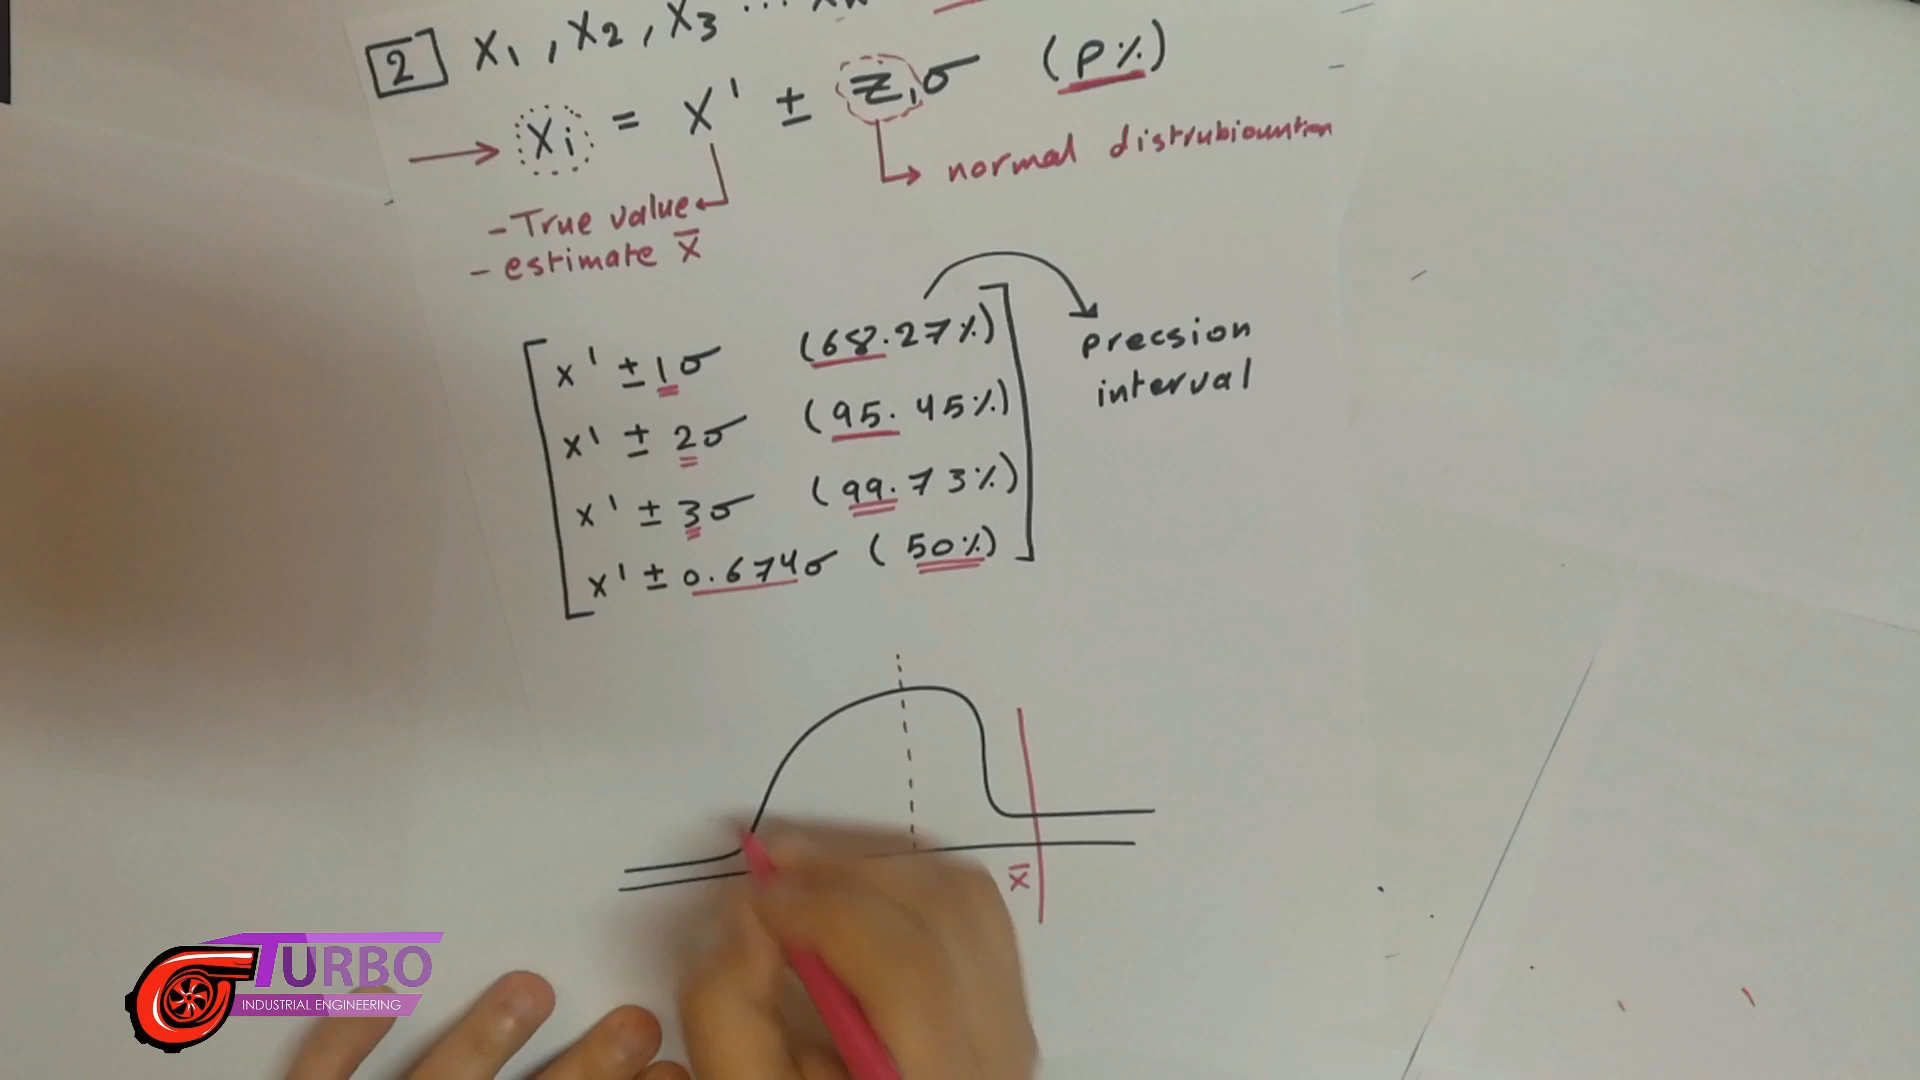 2 X1 , X2 , X3 ...
Xi = X' ± Z1σ (P%)
normal distrubiountion
- True value
- estimate x̄
x' ± 1σ (68.27%)
x' ± 2σ (95.45%)
x' ± 3σ (99.73%)
x' ± 0.674σ (50%)
precsion
interval
x̄
TURBO
INDUSTRIAL ENGINEERING